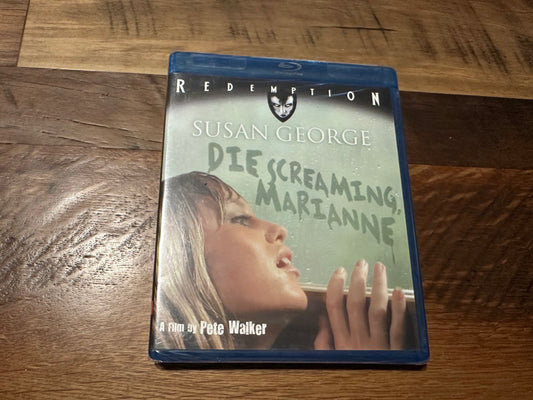 REDEMPTION
SUSAN GEORGE
DIE SCREAMING,
MARIANNE
A Film by Pete Walker